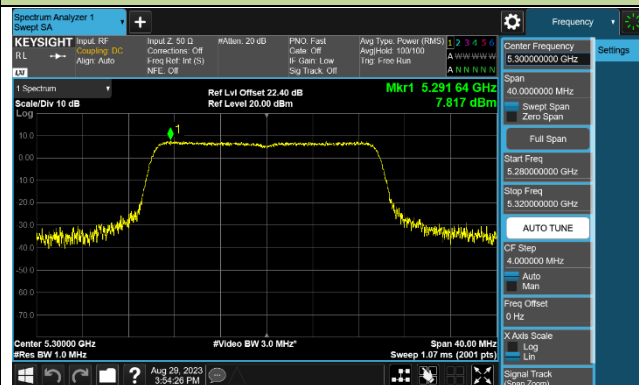 Spectrum Analyzer 1
Swept SA
Frequency
KEYSIGHT
RL
LXI
Input: RF
Coupling: DC
Align: Auto
Input Z: 50 Ω
Corrections: Off
Freq Ref: Int (S)
NFE: Off
#Atten: 20 dB
PNO: Fast
Gate: Off
IF Gain: Low
Sig Track: Off
Avg Type: Power (RMS)
Avg|Hold: 100/100
Trig: Free Run
1 2 3 4 5 6
A W W W W W
A N N N N N
1 Spectrum
Scale/Div 10 dB
Log
Ref Lvl Offset 22.40 dB
Ref Level 20.00 dBm
Mkr1 5.291 64 GHz
7.817 dBm
1
10.0
0.00
-10.0
-20.0
-30.0
-40.0
-50.0
-60.0
-70.0
Center 5.30000 GHz
#Res BW 1.0 MHz
#Video BW 3.0 MHz*
Span 40.00 MHz
Sweep 1.07 ms (2001 pts)
Aug 29, 2023
3:54:26 PM
Center Frequency
5.300000000 GHz
Settings
Span
40.0000000 MHz
Swept Span
Zero Span
Full Span
Start Freq
5.280000000 GHz
Stop Freq
5.320000000 GHz
AUTO TUNE
CF Step
4.000000 MHz
Auto
Man
Freq Offset
0 Hz
X Axis Scale
Log
Lin
Signal Track
(Span Zoom)